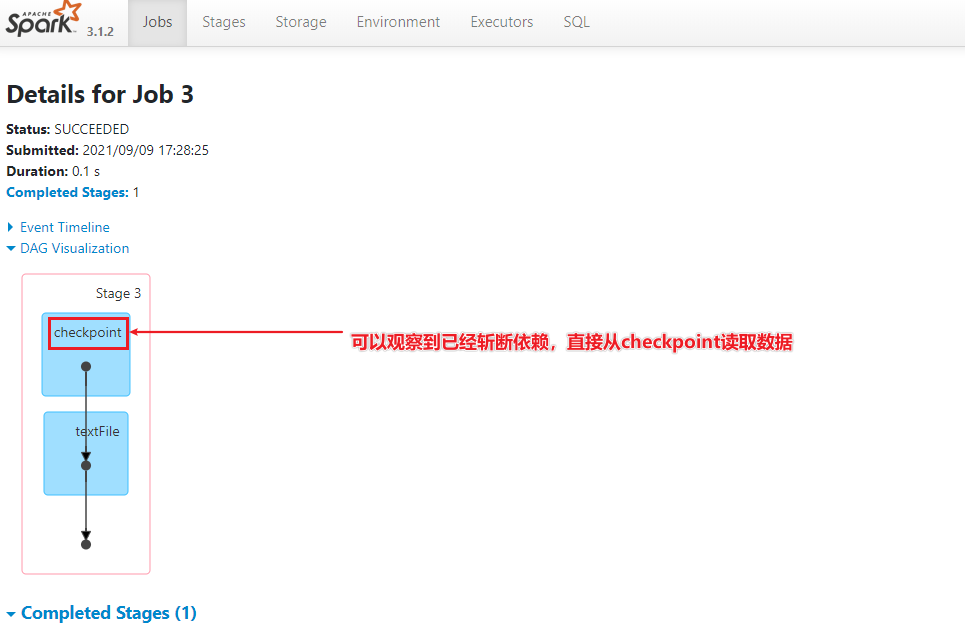 APACHE
Spark 3.1.2 Jobs Stages Storage Environment Executors SQL
Details for Job 3
Status: SUCCEEDED
Submitted: 2021/09/09 17:28:25
Duration: 0.1 s
Completed Stages: 1
Event Timeline
DAG Visualization
Stage 3
checkpoint
可以观察到已经斩断依赖，直接从checkpoint读取数据
textFile
Completed Stages (1)